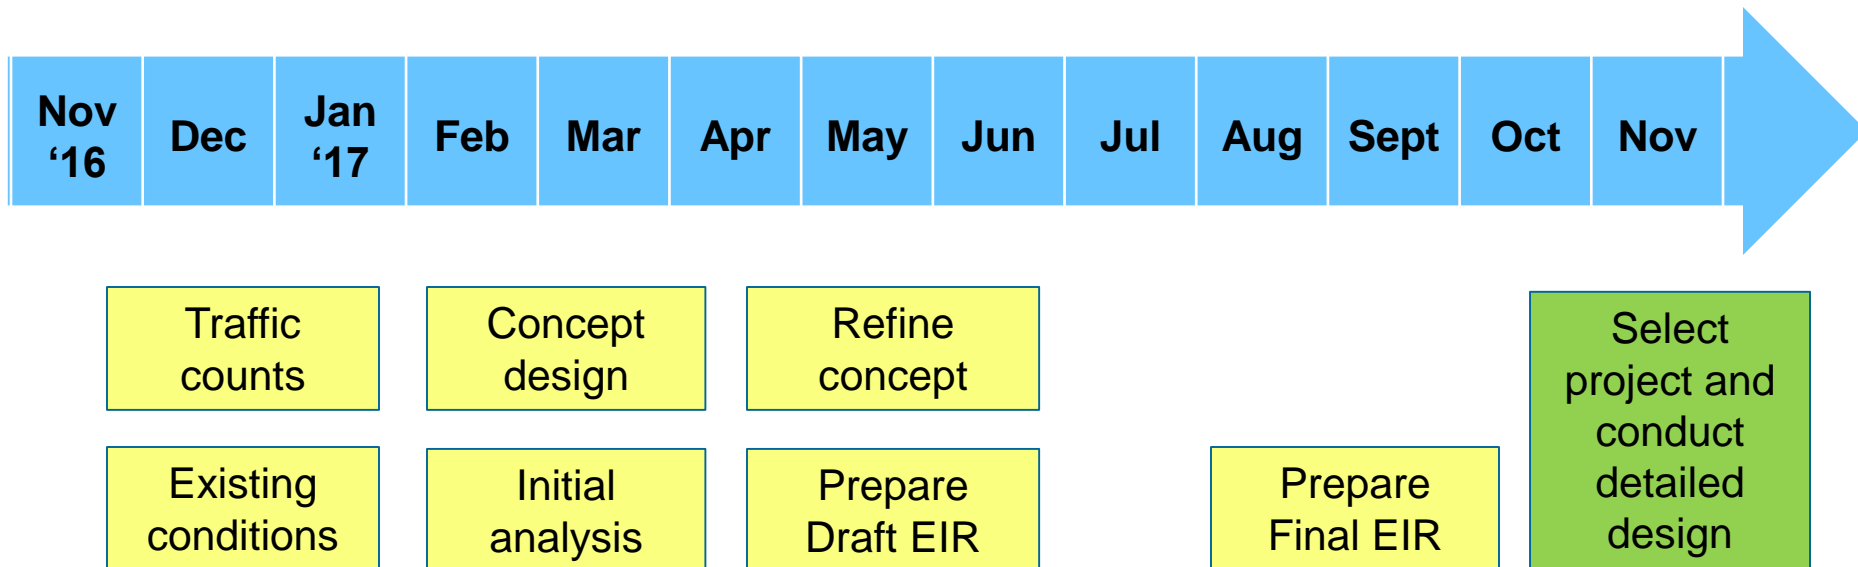 Nov
‘16
Dec
Jan
‘17
Feb
Mar
Apr
May
Jun
Jul
Aug
Sept
Oct
Nov
Traffic
counts
Concept
design
Refine
concept
Select
project and
conduct
detailed
design
Existing
conditions
Initial
analysis
Prepare
Draft EIR
Prepare
Final EIR